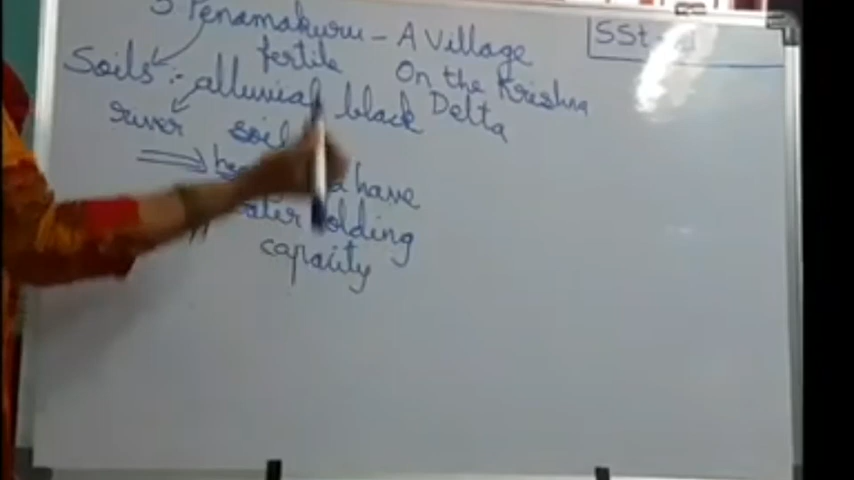 Penamakuru - A Village
On the Krishna
Delta
SSt
fertile
Soils :- alluvial black
river soil
have
holding
capacity